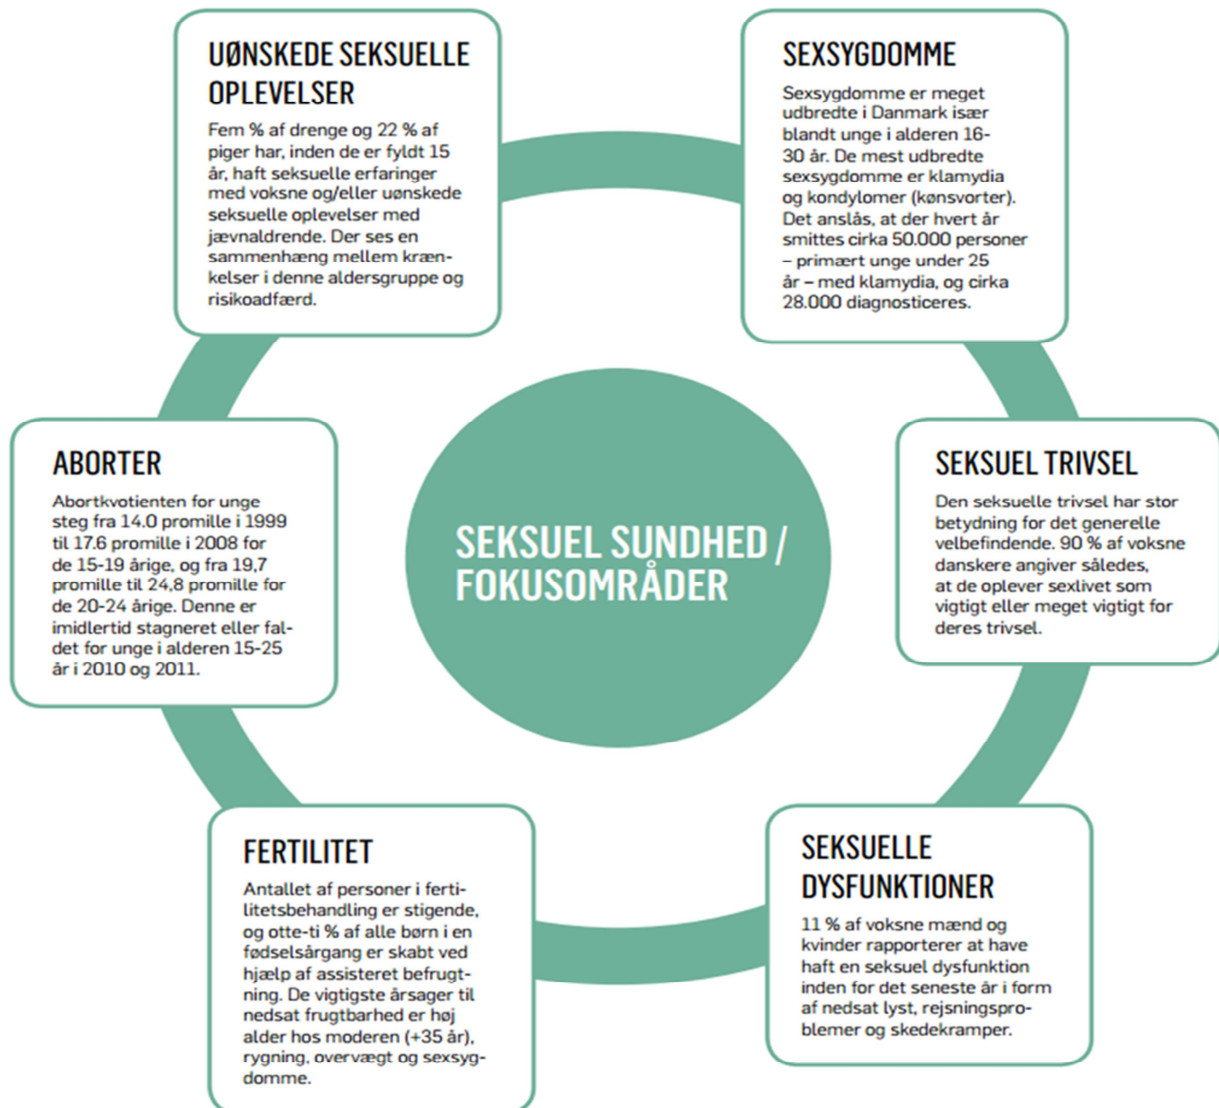 UØNSKEDE SEKSUELLE
OPLEVELSER
Fem % af drenge og 22 % af
piger har, inden de er fyldt 15
år, haft seksuelle erfaringer
med voksne og/eller uønskede
seksuelle oplevelser med
jævnaldrende. Der ses en
sammenhæng mellem kræn-
kelser i denne aldersgruppe og
risikoadfærd.
SEXSYGDOMME
Sexsygdomme er meget
udbredte i Danmark især
blandt unge i alderen 16-
30 år. De mest udbredte
sexsygdomme er klamydia
og kondylomer (kønsvorter).
Det anslås, at der hvert år
smittes cirka 50.000 personer
– primært unge under 25
år – med klamydia, og cirka
28.000 diagnosticeres.
ABORTER
Abortkvotienten for unge
steg fra 14.0 promille i 1999
til 17.6 promille i 2008 for
de 15-19 årige, og fra 19,7
promille til 24,8 promille for
de 20-24 årige. Denne er
imidlertid stagneret eller fal-
det for unge i alderen 15-25
år i 2010 og 2011.
SEKSUEL SUNDHED /
FOKUSOMRÅDER
SEKSUEL TRIVSEL
Den seksuelle trivsel har stor
betydning for det generelle
velbefindende. 90 % af voksne
danskere angiver således,
at de oplever sexlivet som
vigtigt eller meget vigtigt for
deres trivsel.
FERTILITET
Antallet af personer i ferti-
litetsbehandling er stigende,
og otte-ti % af alle børn i en
fødselsårgang er skabt ved
hjælp af assisteret befrugt-
ning. De vigtigste årsager til
nedsat frugtbarhed er høj
alder hos moderen (+35 år),
rygning, overvægt og sexsyg-
domme.
SEKSUELLE
DYSFUNKTIONER
11 % af voksne mænd og
kvinder rapporterer at have
haft en seksuel dysfunktion
inden for det seneste år i form
af nedsat lyst, rejsningspro-
blemer og skedekramper.